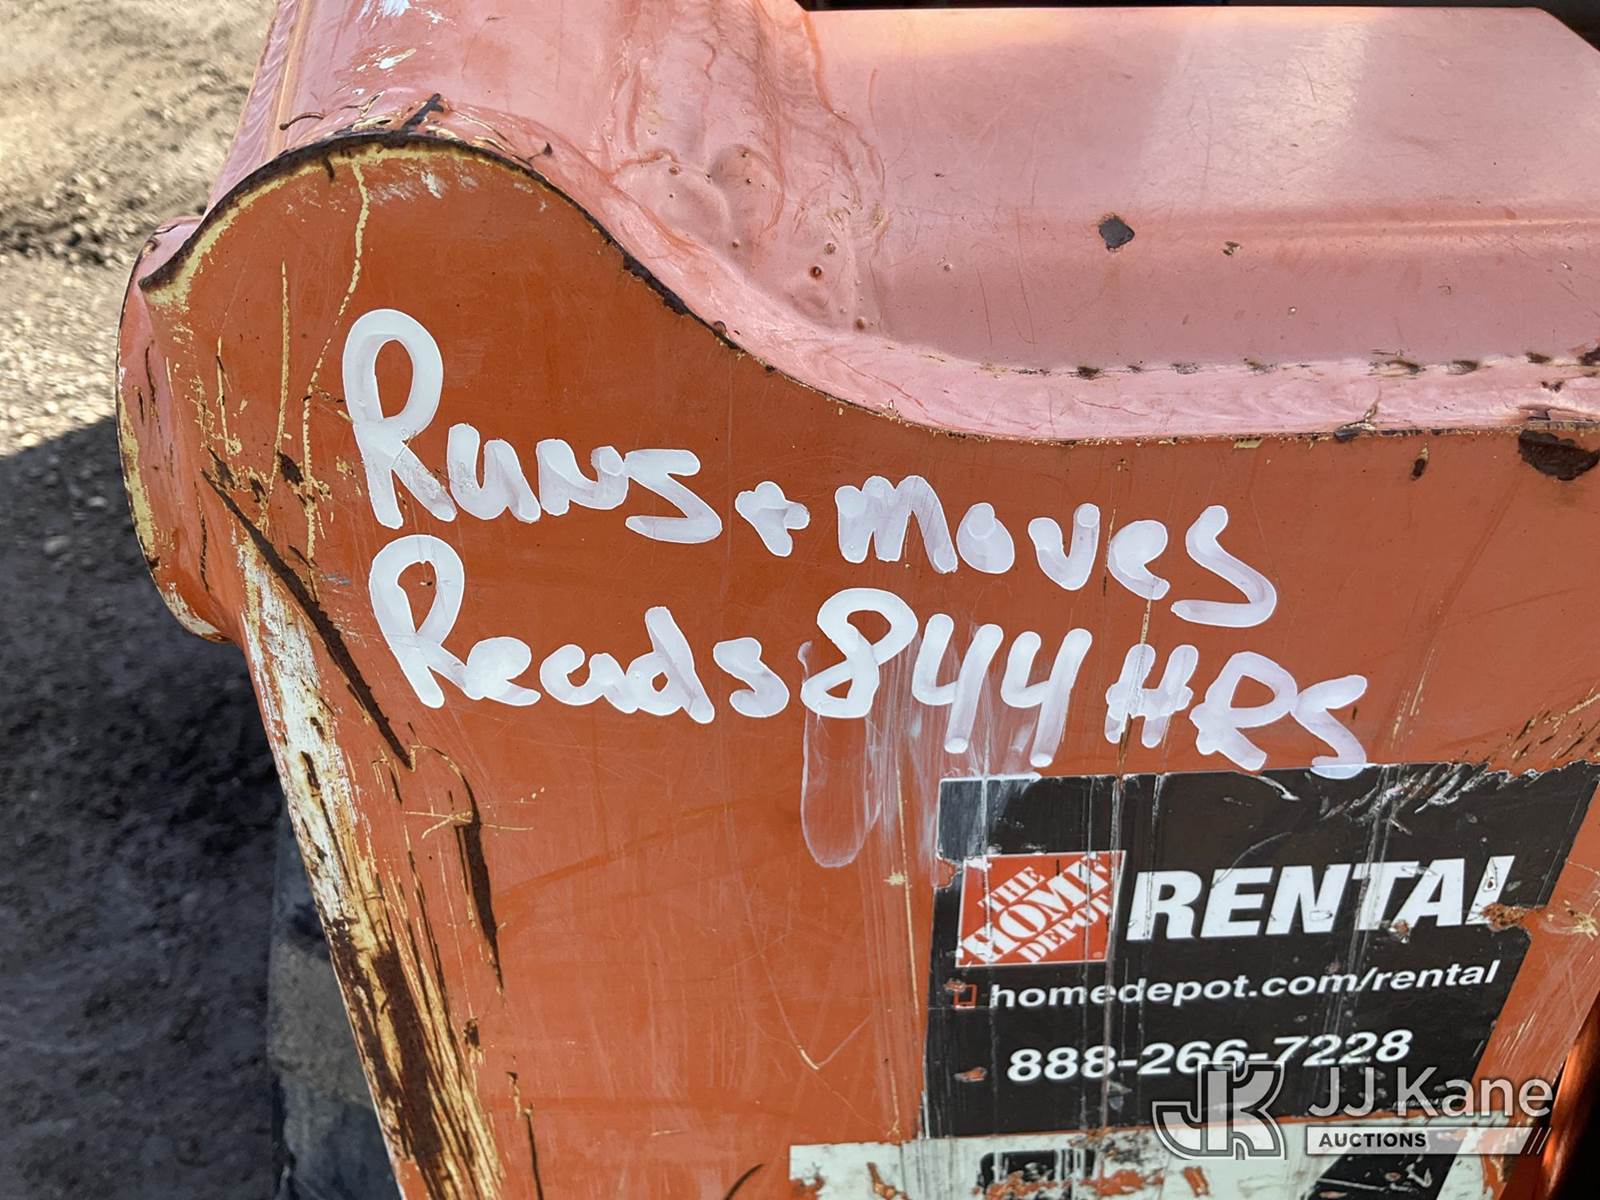 Runs + moves
Reads 844 HRS
THE HOME DEPOT
RENTAL
homedepot.com/rental
888-266-7228
JJ Kane
AUCTIONS